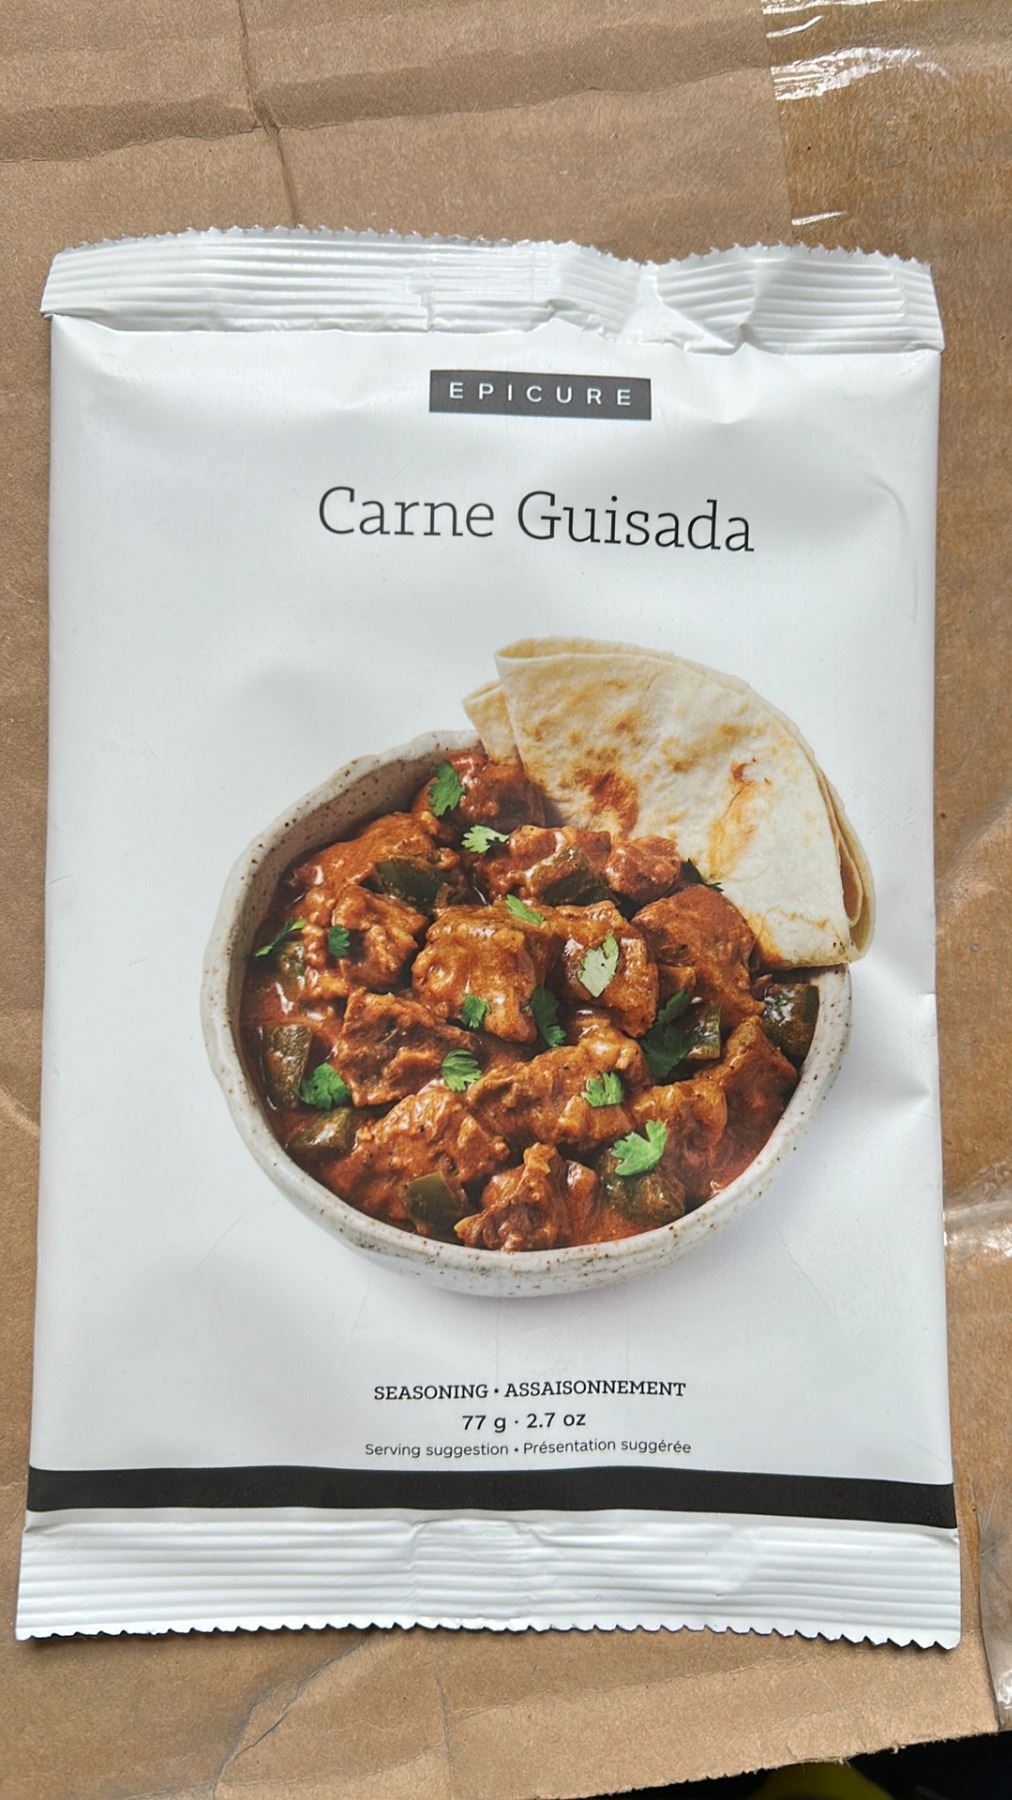 EPICURE
Carne Guisada
SEASONING • ASSAISONNEMENT
77 g · 2.7 oz
Serving suggestion • Présentation suggérée